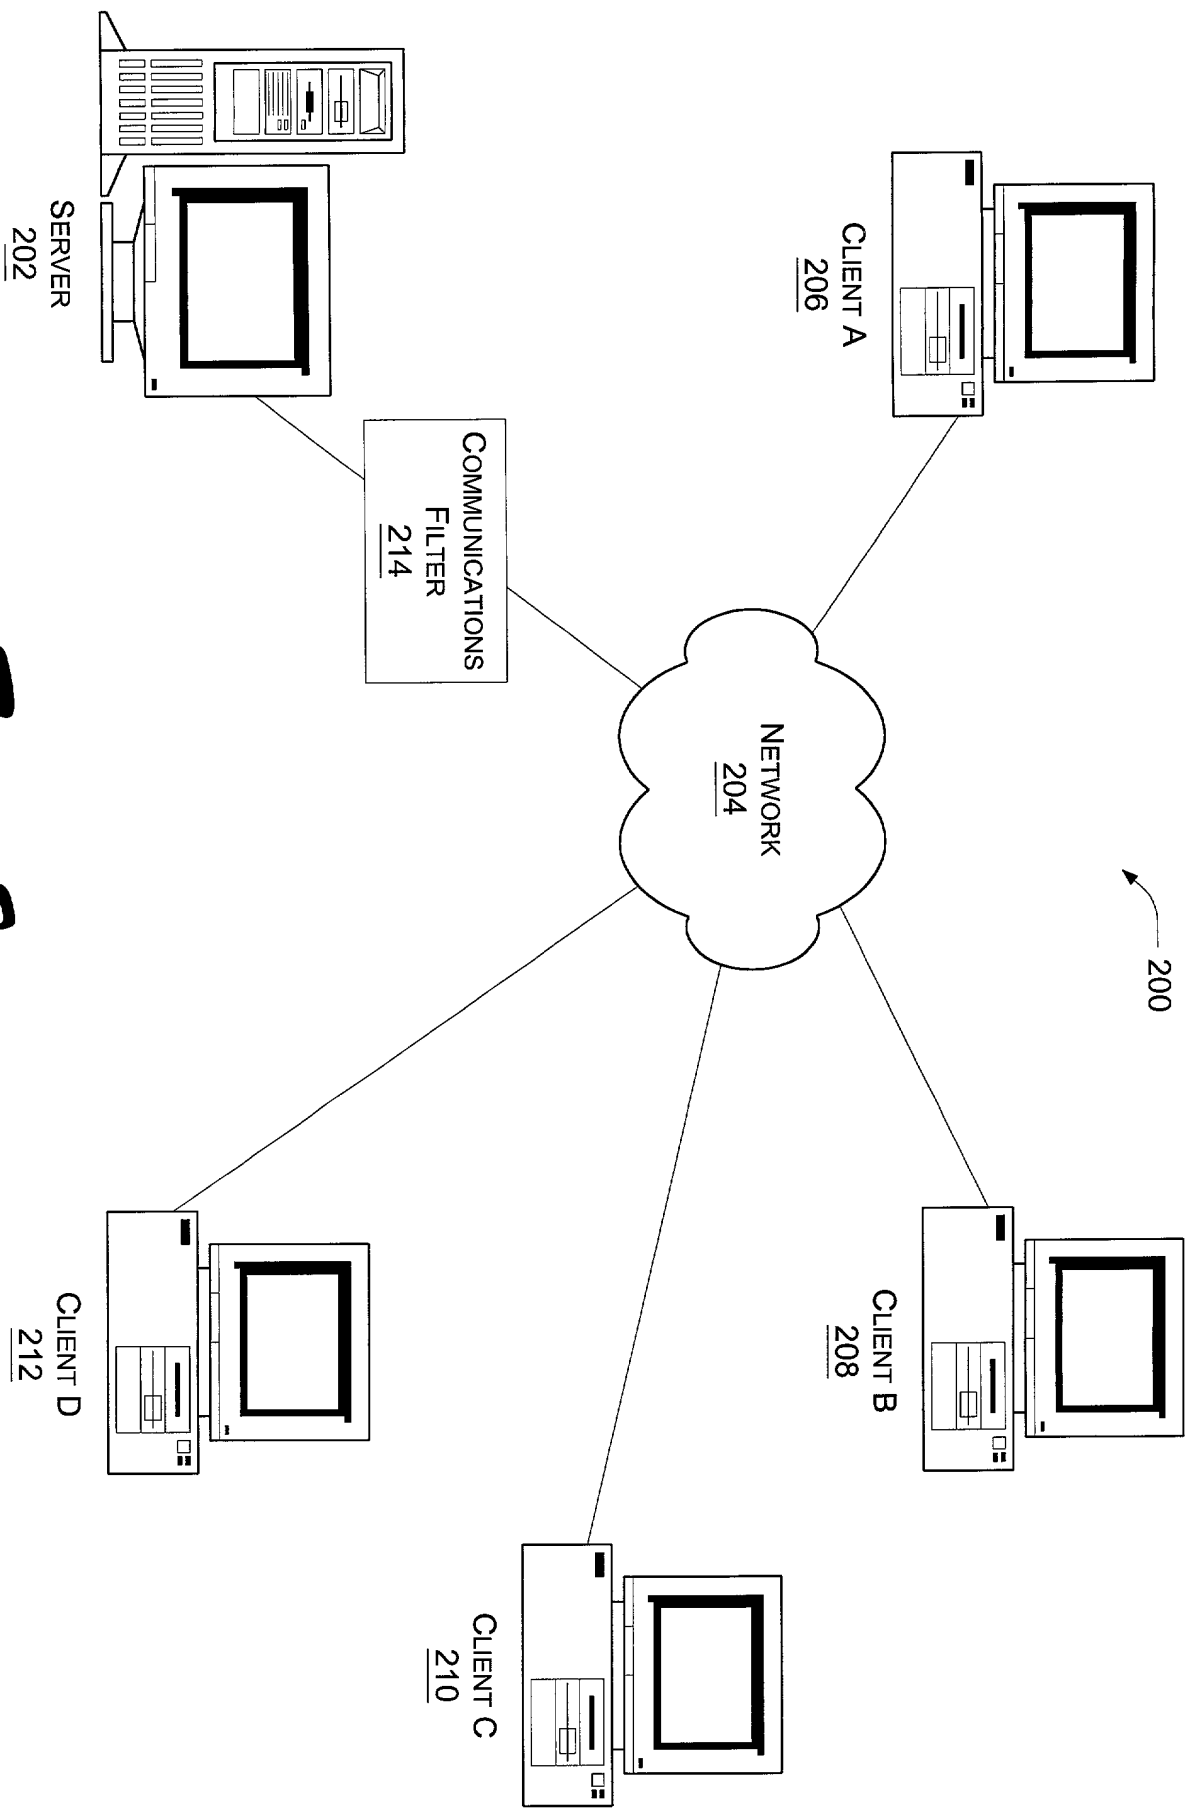 200
CLIENT A
206
CLIENT B
208
NETWORK
204
COMMUNICATIONS
FILTER
214
CLIENT C
210
SERVER
202
CLIENT D
212